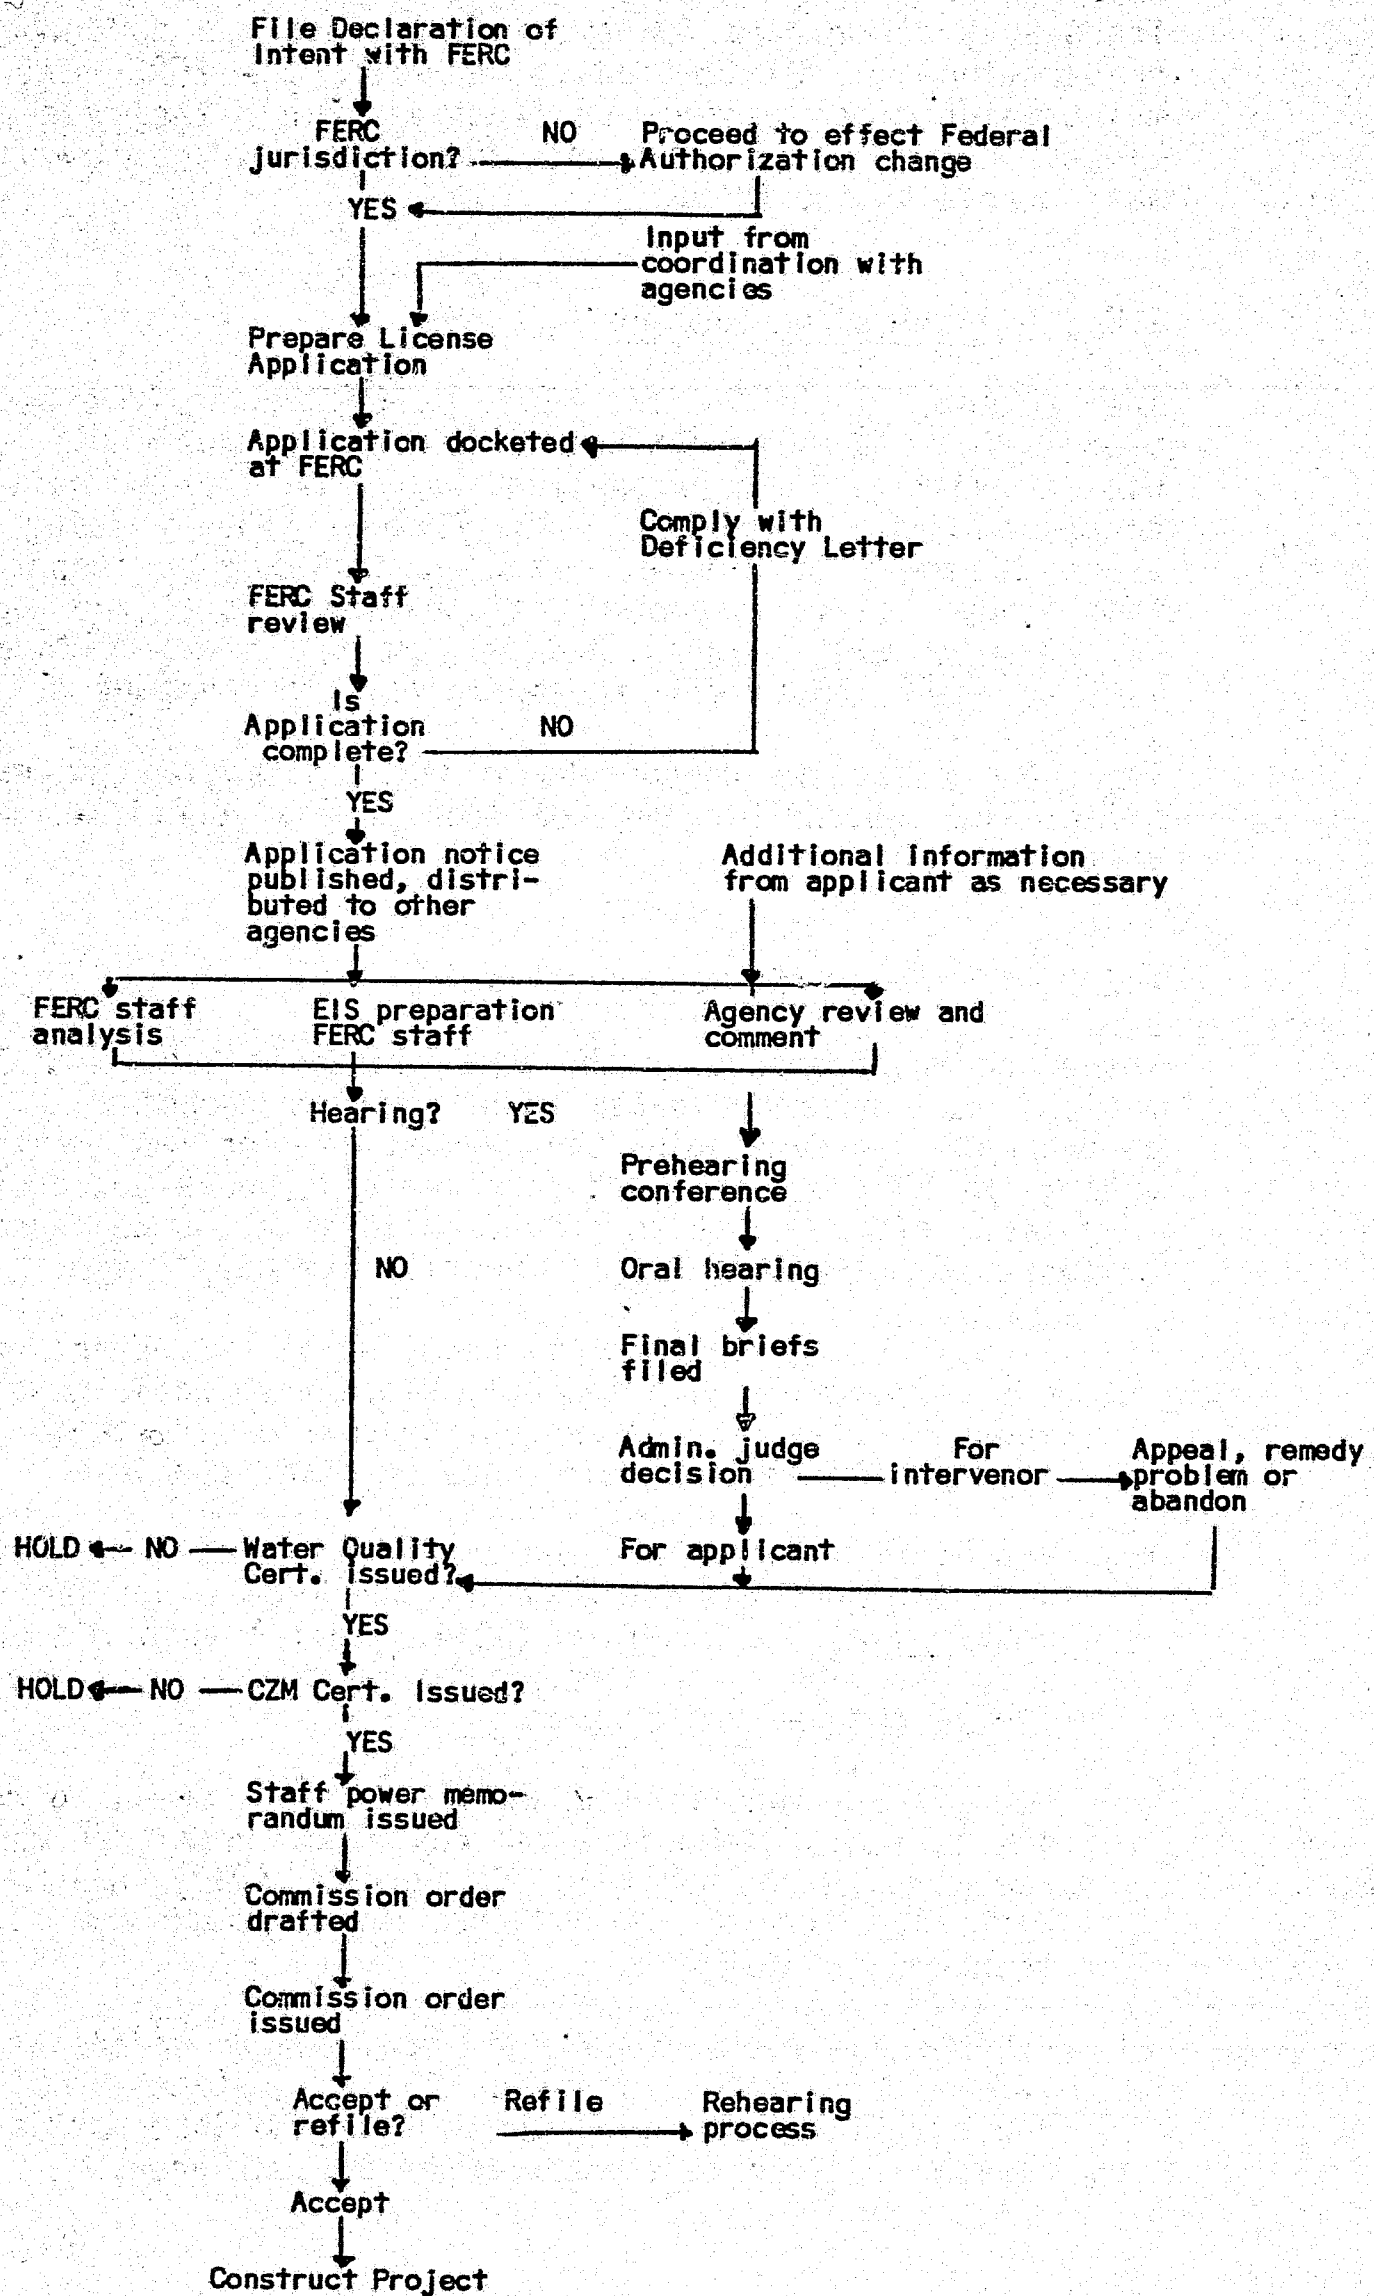 File Declaration of
Intent with FERC
FERC
jurisdiction?
NO
Proceed to effect Federal
Authorization change
YES
Input from
coordination with
agencies
Prepare License
Application
Application docketed
at FERC
Comply with
Deficiency Letter
FERC Staff
review
Is
Application
complete?
NO
YES
Application notice
published, distri-
buted to other
agencies
Additional information
from applicant as necessary
FERC staff
analysis
EIS preparation
FERC staff
Agency review and
comment
Hearing?
YES
Prehearing
conference
NO
Oral hearing
Final briefs
filed
Admin. judge
decision
For
intervenor
Appeal, remedy
problem or
abandon
HOLD
NO
Water Quality
Cert. issued?
For applicant
YES
HOLD
NO
CZM Cert. Issued?
YES
Staff power memo-
randum issued
Commission order
drafted
Commission order
issued
Accept or
refile?
Refile
Rehearing
process
Accept
Construct Project